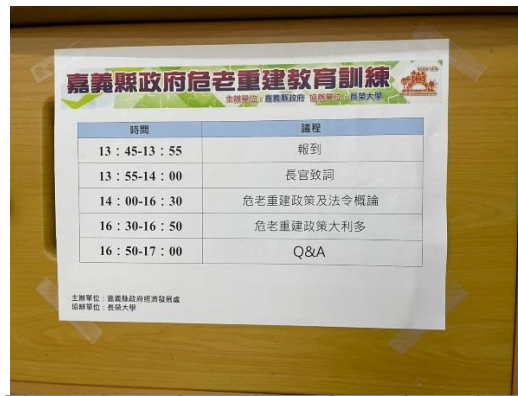 嘉義縣政府危老重建教育訓練
主辦單位：嘉義縣政府 協辦單位：長榮大學
時間 議程
13：45-13：55 報到
13：55-14：00 長官致詞
14：00-16：30 危老重建政策及法令概論
16：30-16：50 危老重建政策大利多
16：50-17：00 Q&A
主辦單位：嘉義縣政府經濟發展處
協辦單位：長榮大學